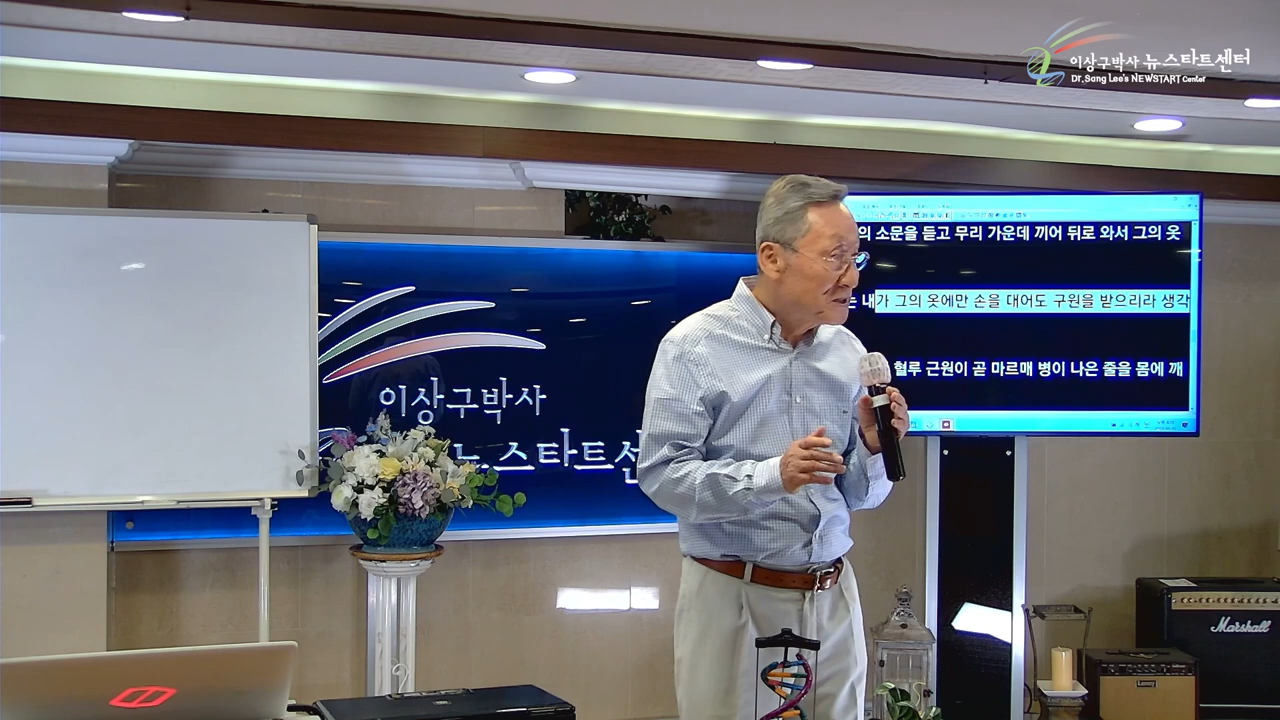 이상구박사 뉴스타트센터
Dr. Sang Lee's NEWSTART Center
의 소문을 듣고 무리 가운데 끼어 뒤로 와서 그의 옷
는 내가 그의 옷에만 손을 대어도 구원을 받으리라 생각
혈루 근원이 곧 마르매 병이 나은 줄을 몸에 깨
이상구박사
뉴스타트센
Marshall
Laney